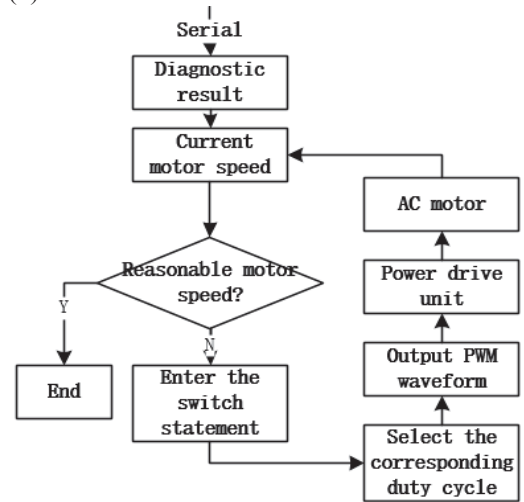 Serial
Diagnostic
result
Current
motor speed
AC motor
Reasonable motor
speed?
Power drive
unit
Y
N
End
Enter the
switch
statement
Output PWM
waveform
Select the
corresponding
duty cycle